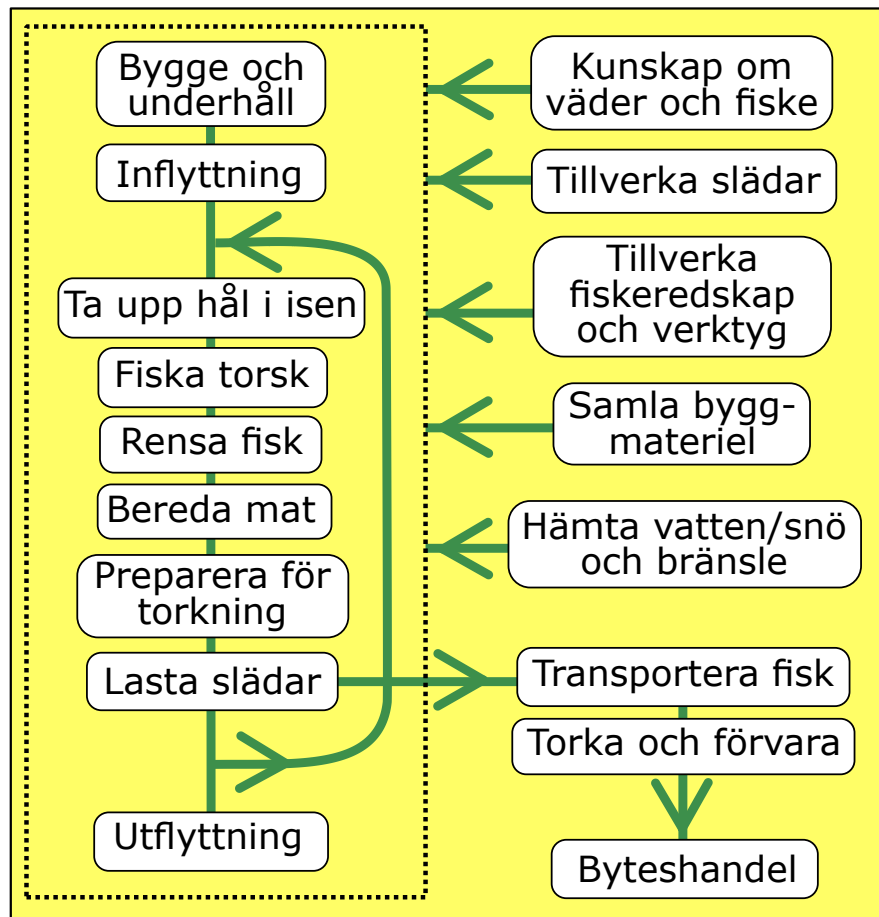 Bygge och
underhåll
Inflyttning
Ta upp hål i isen
Fiska torsk
Rensa fisk
Bereda mat
Preparera för
torkning
Lasta slädar
Utflyttning
Kunskap om
väder och fiske
Tillverka slädar
Tillverka
fiskeredskap
och verktyg
Samla bygg-
materiel
Hämta vatten/snö
och bränsle
Transportera fisk
Torka och förvara
Byteshandel